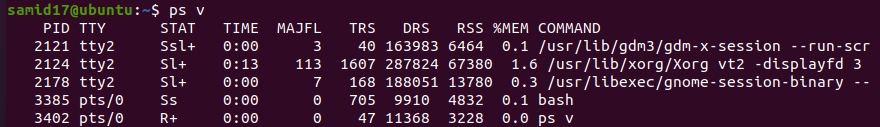 samid17@ubuntu:~$ ps v
PID TTY STAT TIME MAJFL TRS DRS RSS %MEM COMMAND
2121 tty2 Ssl+ 0:00 3 40 163983 6464 0.1 /usr/lib/gdm3/gdm-x-session --run-scr
2124 tty2 Sl+ 0:13 113 1607 287824 67380 1.6 /usr/lib/xorg/Xorg vt2 -displayfd 3
2178 tty2 Sl+ 0:00 7 168 188051 13780 0.3 /usr/libexec/gnome-session-binary --
3385 pts/0 Ss 0:00 0 705 9910 4832 0.1 bash
3402 pts/0 R+ 0:00 0 47 11368 3228 0.0 ps v